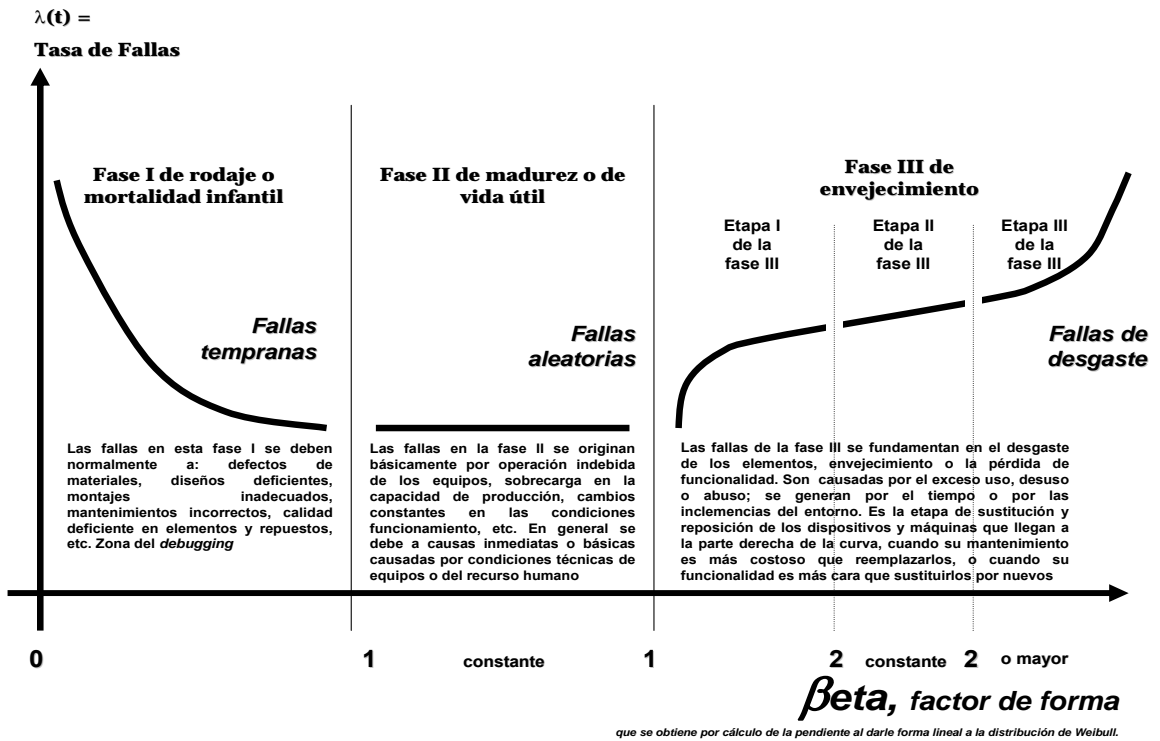 λ(t) =
Tasa de Fallas
Fase I de rodaje o
mortalidad infantil
Fase II de madurez o de
vida útil
Fase III de
envejecimiento
Etapa I
de la
fase III
Etapa II
de la
fase III
Etapa III
de la
fase III
Fallas
tempranas
Fallas
aleatorias
Fallas de
desgaste
Las fallas en esta fase I se deben
normalmente a: defectos de
materiales, diseños deficientes,
montajes inadecuados,
mantenimientos incorrectos, calidad
deficiente en elementos y repuestos,
etc. Zona del debugging
Las fallas en la fase II se originan
básicamente por operación indebida
de los equipos, sobrecarga en la
capacidad de producción, cambios
constantes en las condiciones
funcionamiento, etc. En general se
debe a causas inmediatas o básicas
causadas por condiciones técnicas de
equipos o del recurso humano
Las fallas de la fase III se fundamentan en el desgaste
de los elementos, envejecimiento o la pérdida de
funcionalidad. Son causadas por el exceso uso, desuso
o abuso; se generan por el tiempo o por las
inclemencias del entorno. Es la etapa de sustitución y
reposición de los dispositivos y máquinas que llegan a
la parte derecha de la curva, cuando su mantenimiento
es más costoso que reemplazarlos, o cuando su
funcionalidad es más cara que sustituirlos por nuevos
0 1 constante 1 2 constante 2 o mayor
βeta, factor de forma
que se obtiene por cálculo de la pendiente al darle forma lineal a la distribución de Weibull.